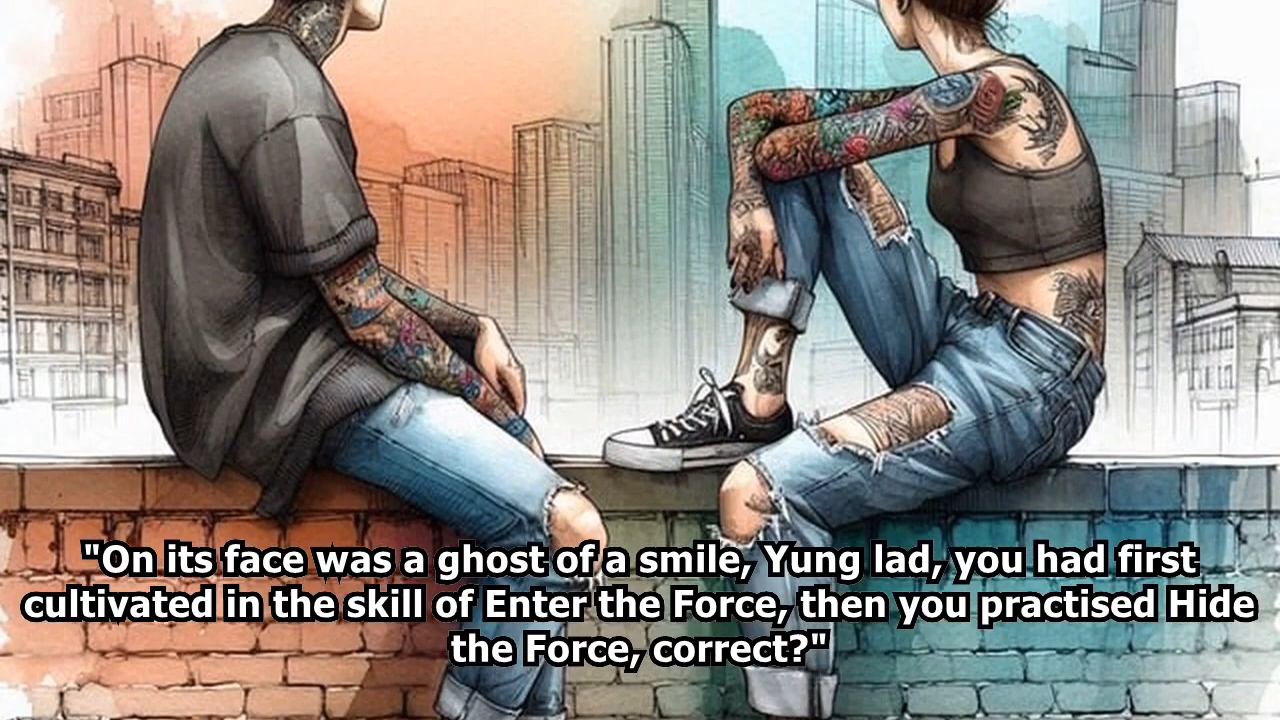 "On its face was a ghost of a smile, Yung lad, you had first
cultivated in the skill of Enter the Force, then you practised Hide
the Force, correct?"